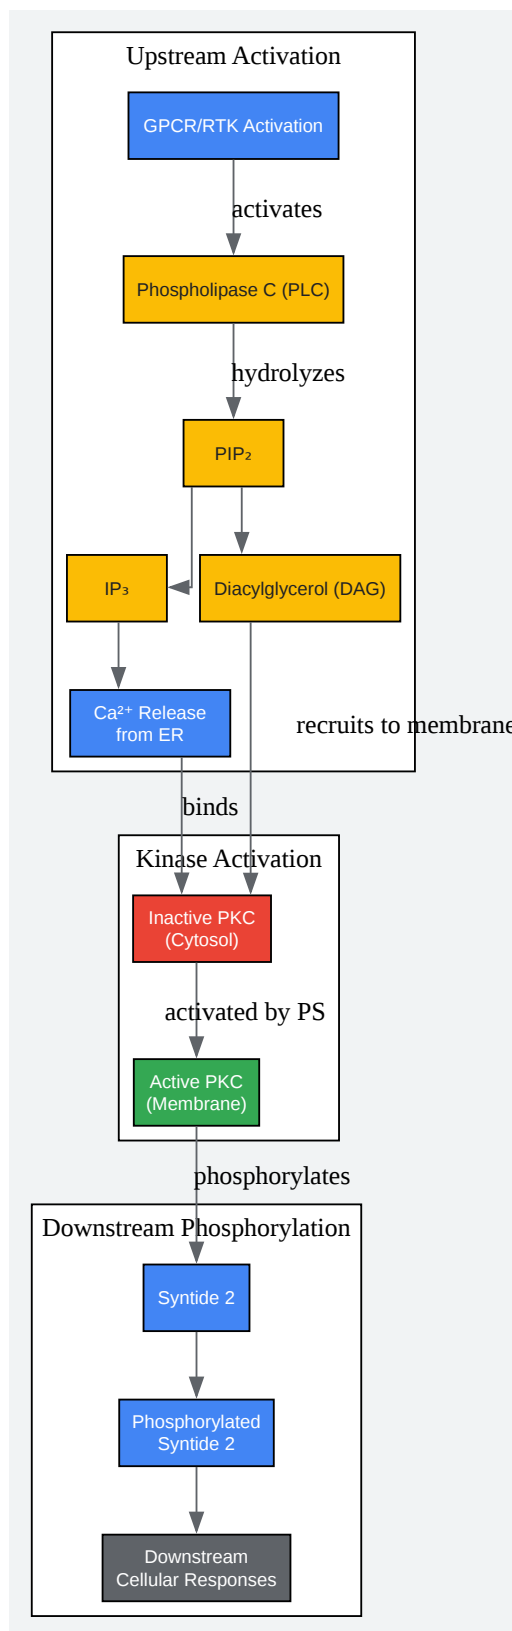 Upstream Activation
GPCR/RTK Activation
activates
Phospholipase C (PLC)
hydrolyzes
PIP₂
IP₃
Diacylglycerol (DAG)
Ca²⁺ Release
from ER
recruits to membrane
binds
Kinase Activation
Inactive PKC
(Cytosol)
activated by PS
Active PKC
(Membrane)
phosphorylates
Downstream Phosphorylation
Syntide 2
Phosphorylated
Syntide 2
Downstream
Cellular Responses